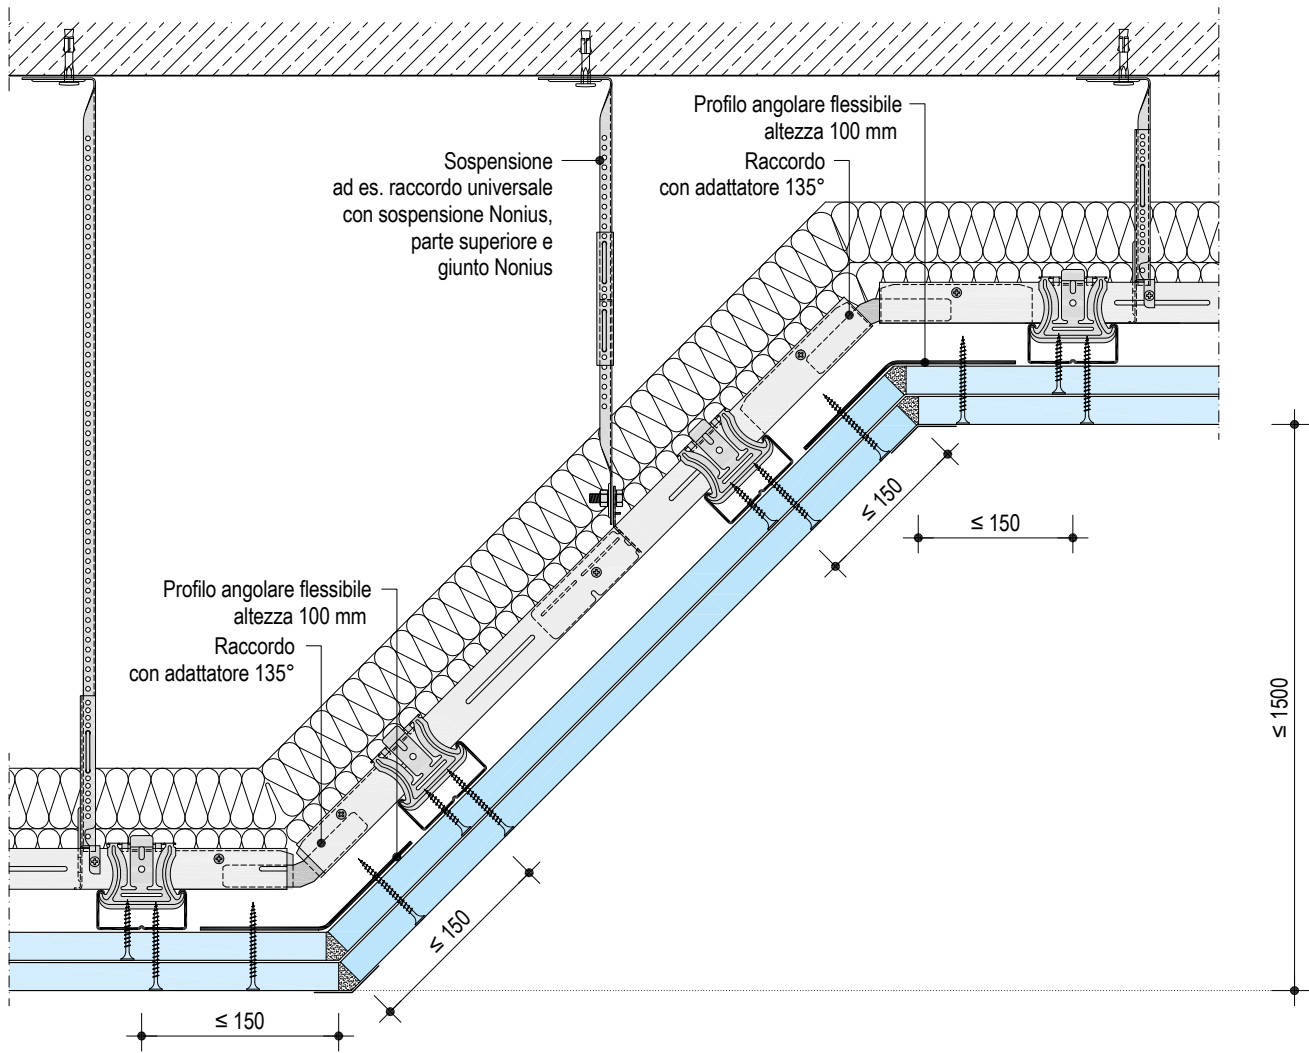 Profilo angolare flessibile
altezza 100 mm
Raccordo
con adattatore 135°
Sospensione
ad es. raccordo universale
con sospensione Nonius,
parte superiore e
giunto Nonius
≤ 150
≤ 150
Profilo angolare flessibile
altezza 100 mm
Raccordo
con adattatore 135°
≤ 1500
≤ 150
≤ 150